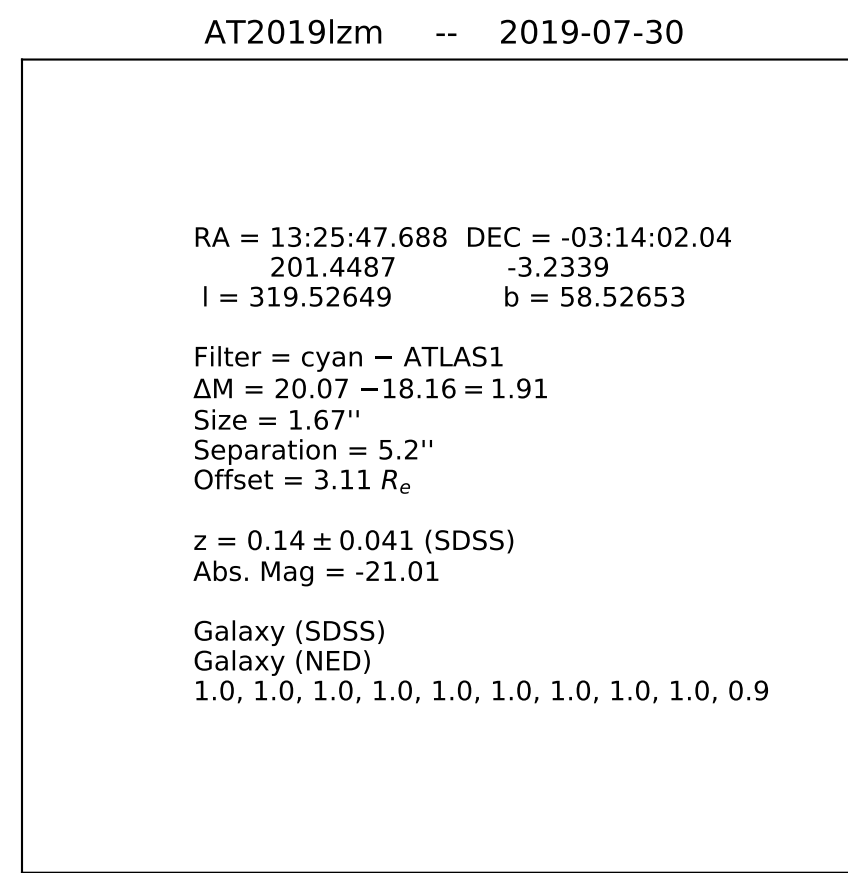 AT2019lzm -- 2019-07-30
RA = 13:25:47.688 DEC = -03:14:02.04
201.4487 -3.2339
l = 319.52649 b = 58.52653
Filter = cyan − ATLAS1
ΔM = 20.07 −18.16 = 1.91
Size = 1.67''
Separation = 5.2''
Offset = 3.11 Rₑ
z = 0.14 ± 0.041 (SDSS)
Abs. Mag = -21.01
Galaxy (SDSS)
Galaxy (NED)
1.0, 1.0, 1.0, 1.0, 1.0, 1.0, 1.0, 1.0, 1.0, 0.9